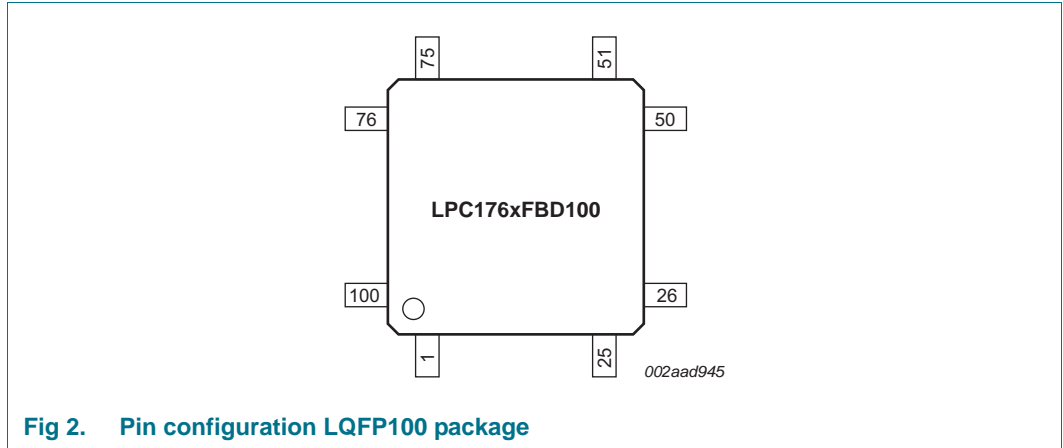 75 51
76 50
LPC176xFBD100
100 26
1 25
002aad945
Fig 2. Pin configuration LQFP100 package